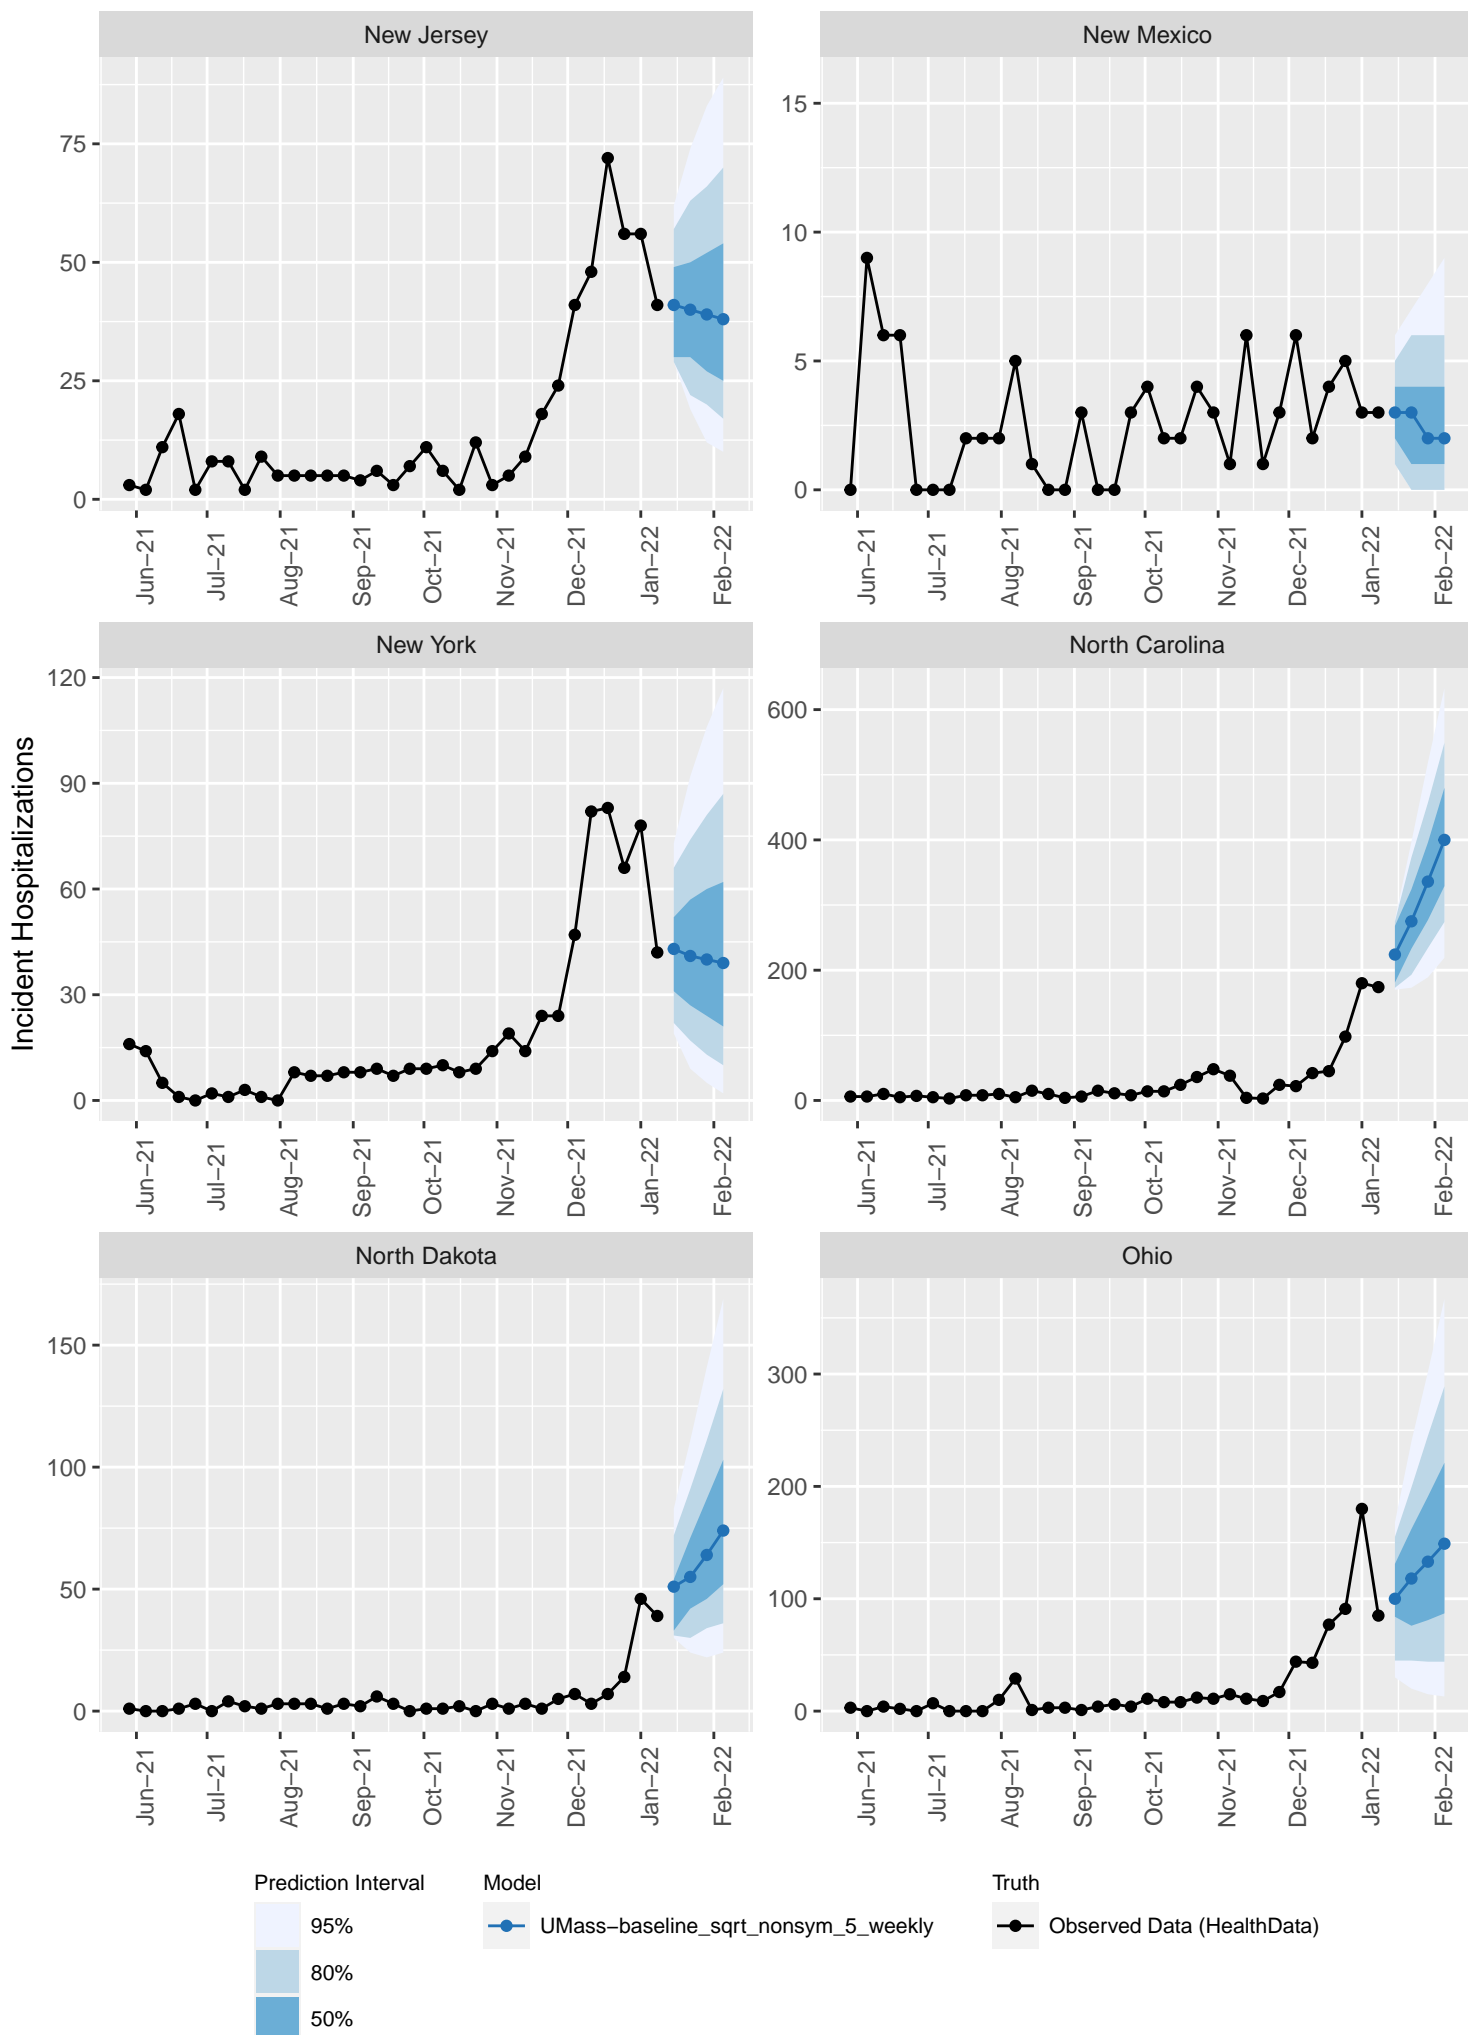 New Jersey
New Mexico
75
50
25
0
15
10
5
0
Jun−21
Jul−21
Aug−21
Sep−21
Oct−21
Nov−21
Dec−21
Jan−22
Feb−22
Jun−21
Jul−21
Aug−21
Sep−21
Oct−21
Nov−21
Dec−21
Jan−22
Feb−22
Incident Hospitalizations
New York
North Carolina
120
90
60
30
0
600
400
200
0
Jun−21
Jul−21
Aug−21
Sep−21
Oct−21
Nov−21
Dec−21
Jan−22
Feb−22
Jun−21
Jul−21
Aug−21
Sep−21
Oct−21
Nov−21
Dec−21
Jan−22
Feb−22
North Dakota
Ohio
150
100
50
0
300
200
100
0
Jun−21
Jul−21
Aug−21
Sep−21
Oct−21
Nov−21
Dec−21
Jan−22
Feb−22
Jun−21
Jul−21
Aug−21
Sep−21
Oct−21
Nov−21
Dec−21
Jan−22
Feb−22
Prediction Interval
95%
80%
50%
Model
UMass−baseline_sqrt_nonsym_5_weekly
Truth
Observed Data (HealthData)